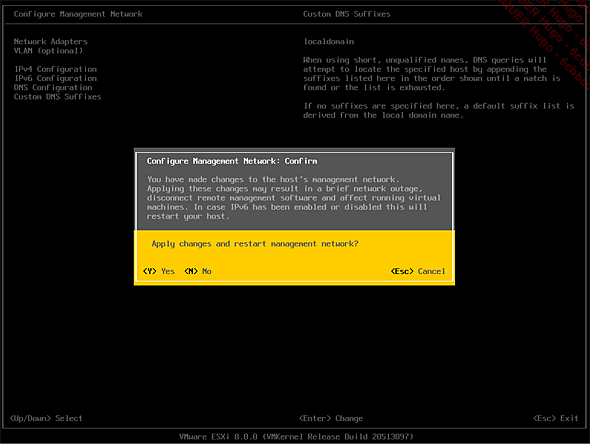 Configure Management Network
Custom DNS Suffixes
Network Adapters
VLAN (optional)
IPv4 Configuration
IPv6 Configuration
DNS Configuration
Custom DNS Suffixes
localdomain
When using short, unqualified names, DNS queries will
attempt to locate the specified host by appending the
suffixes listed here in the order shown until a match is
found or the list is exhausted.
If no suffixes are specified here, a default suffix list is
derived from the local domain name.
Configure Management Network: Confirm
You have made changes to the host's management network.
Applying these changes may result in a brief network outage,
disconnect remote management software and affect running virtual
machines. In case IPv6 has been enabled or disabled this will
restart your host.
Apply changes and restart management network?
<Y> Yes <N> No <Esc> Cancel
<Up/Down> Select <Enter> Change <Esc> Exit
VMware ESXi 8.0.0 (VMKernel Release Build 20513097)